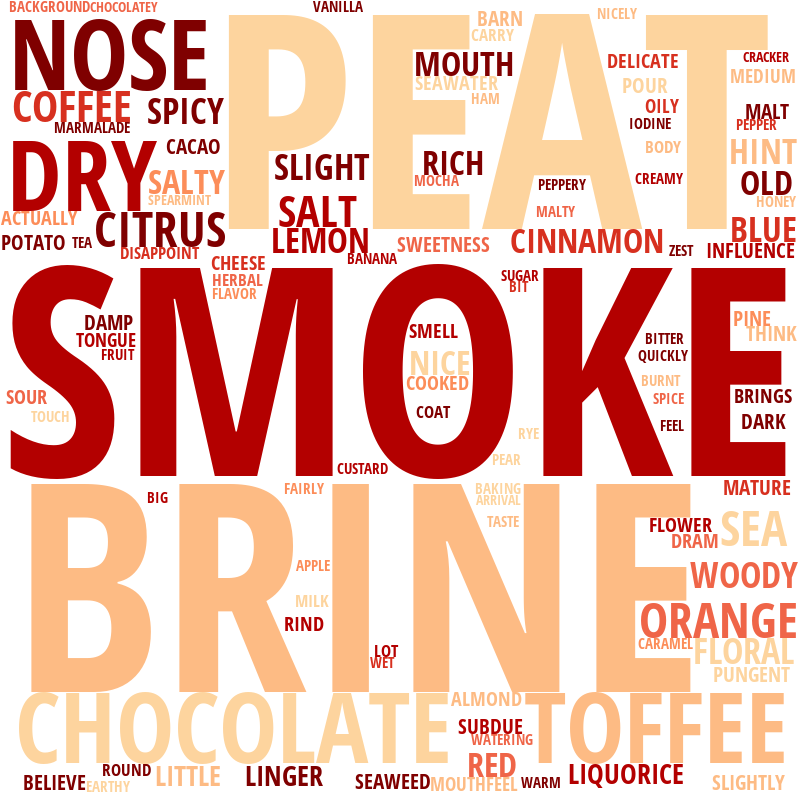 BACKGROUND
CHOCOLATEY
VANILLA
BARN
NICELY
NOSE
PEAT
CARRY
MOUTH
DELICATE
CRACKER
MEDIUM
SEAWATER
POUR
COFFEE
SPICY
HAM
OILY
MALT
MARMALADE
IODINE
PEPPER
DRY
CACAO
SLIGHT
RICH
BODY
HINT
SALTY
MOCHA
PEPPERY
CREAMY
OLD
SPEARMINT
SALT
HONEY
ACTUALLY
CITRUS
MALTY
BLUE
POTATO
TEA
LEMON
SWEETNESS
CINNAMON
ZEST
INFLUENCE
DISAPPOINT
BANANA
CHEESE
HERBAL
SUGAR
FLAVOR
BIT
SMOKE
DAMP
TONGUE
FRUIT
SMELL
PINE
THINK
BITTER
QUICKLY
NICE
COOKED
BURNT
SOUR
SPICE
BRINGS
TOUCH
COAT
DARK
RYE
FEEL
PEAR
CUSTARD
BRINE
BIG
FAIRLY
BAKING
ARRIVAL
MATURE
TASTE
FLOWER
SEA
DRAM
APPLE
WOODY
MILK
RIND
ORANGE
LOT
WET
CARAMEL
FLORAL
PUNGENT
CHOCOLATE
ALMOND
TOFFEE
SUBDUE
WATERING
RED
ROUND
BELIEVE
EARTHY
LITTLE
LINGER
SEAWEED
MOUTHFEEL
WARM
LIQUORICE
SLIGHTLY